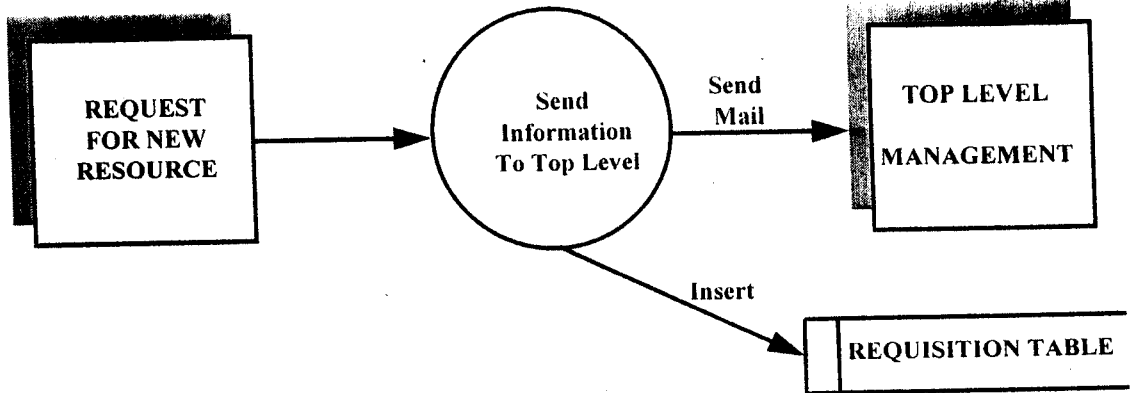 REQUEST
FOR NEW
RESOURCE
Send
Information
To Top Level
Send
Mail
TOP LEVEL
MANAGEMENT
Insert
REQUISITION TABLE